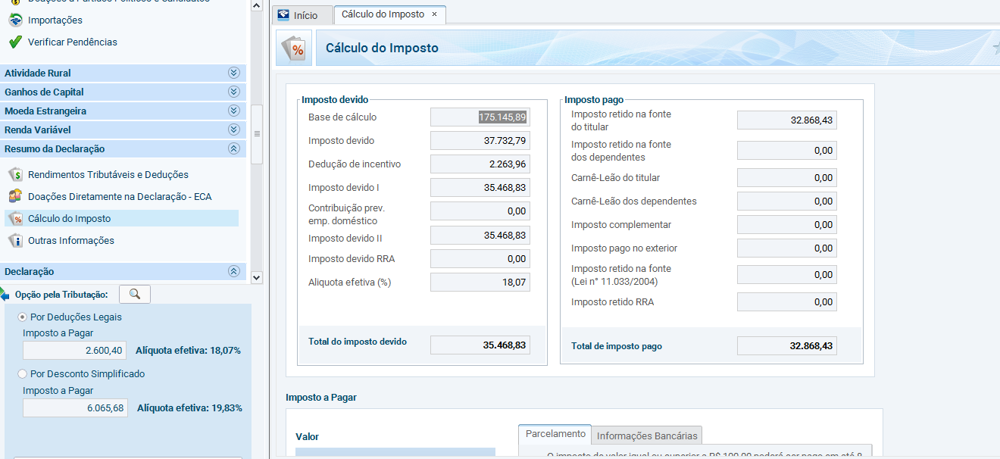 Doações a Partidos Políticos e Candidatos
Importações
Verificar Pendências
Atividade Rural
Ganhos de Capital
Moeda Estrangeira
Renda Variável
Resumo da Declaração
Rendimentos Tributáveis e Deduções
Doações Diretamente na Declaração - ECA
Cálculo do Imposto
Outras Informações
Declaração
Opção pela Tributação:
Por Deduções Legais
Imposto a Pagar
2.600,40 Alíquota efetiva: 18,07%
Por Desconto Simplificado
Imposto a Pagar
6.065,68 Alíquota efetiva: 19,83%
Início
Cálculo do Imposto ×
Cálculo do Imposto
Imposto devido
Base de cálculo 175.145,89
Imposto devido 37.732,79
Dedução de incentivo 2.263,96
Imposto devido I 35.468,83
Contribuição prev.
emp. doméstico 0,00
Imposto devido II 35.468,83
Imposto devido RRA 0,00
Aliquota efetiva (%) 18,07
Total do imposto devido 35.468,83
Imposto pago
Imposto retido na fonte
do titular 32.868,43
Imposto retido na fonte
dos dependentes 0,00
Carnê-Leão do titular 0,00
Carnê-Leão dos dependentes 0,00
Imposto complementar 0,00
Imposto pago no exterior 0,00
Imposto retido na fonte
(Lei n° 11.033/2004) 0,00
Imposto retido RRA 0,00
Total de imposto pago 32.868,43
Imposto a Pagar
Valor
Parcelamento
Informações Bancárias
O imposto de valor igual ou superior a R$ 100,00 poderá ser pago em até 8